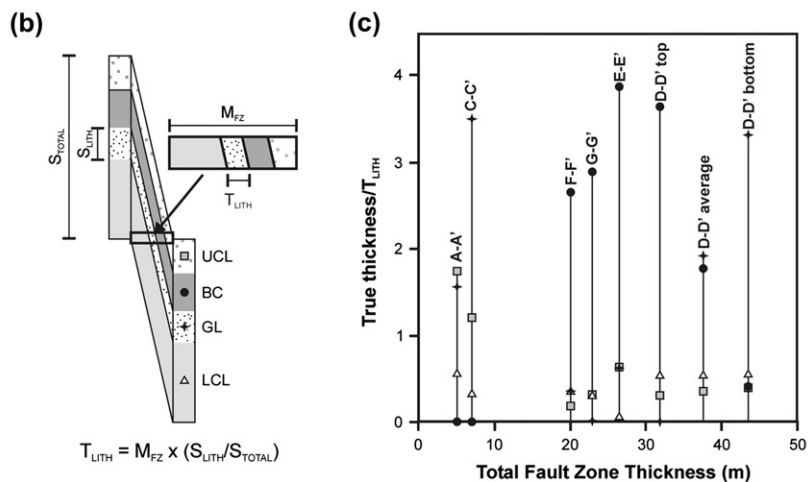 (b)
S_TOTAL
S_LITH
M_FZ
T_LITH
UCL
BC
GL
LCL
T_LITH = M_FZ x (S_LITH/S_TOTAL)
(c)
True thickness/T_LITH
4
3
2
1
0
A-A'
C-C'
F-F'
G-G'
E-E'
D-D' top
D-D' average
D-D' bottom
0 10 20 30 40 50
Total Fault Zone Thickness (m)